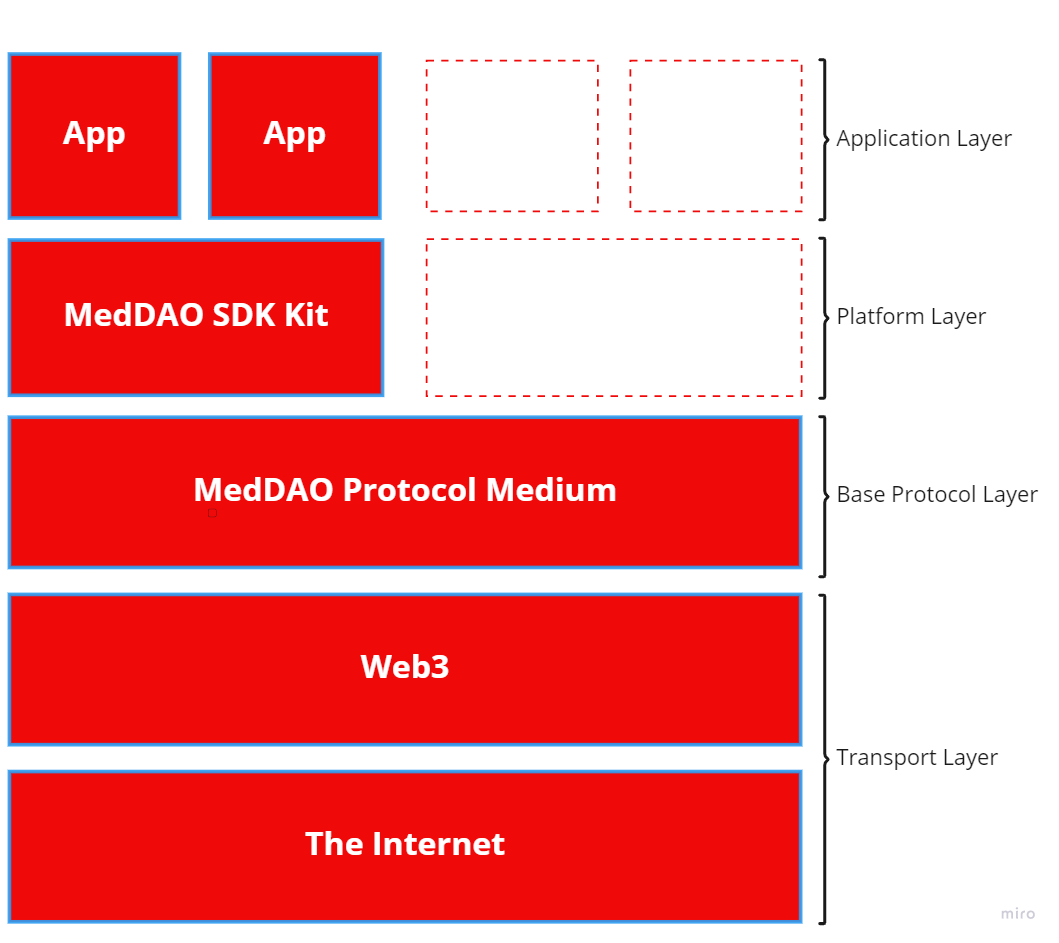 App
App
Application Layer
MedDAO SDK Kit
Platform Layer
MedDAO Protocol Medium
Base Protocol Layer
Web3
Transport Layer
The Internet
miro